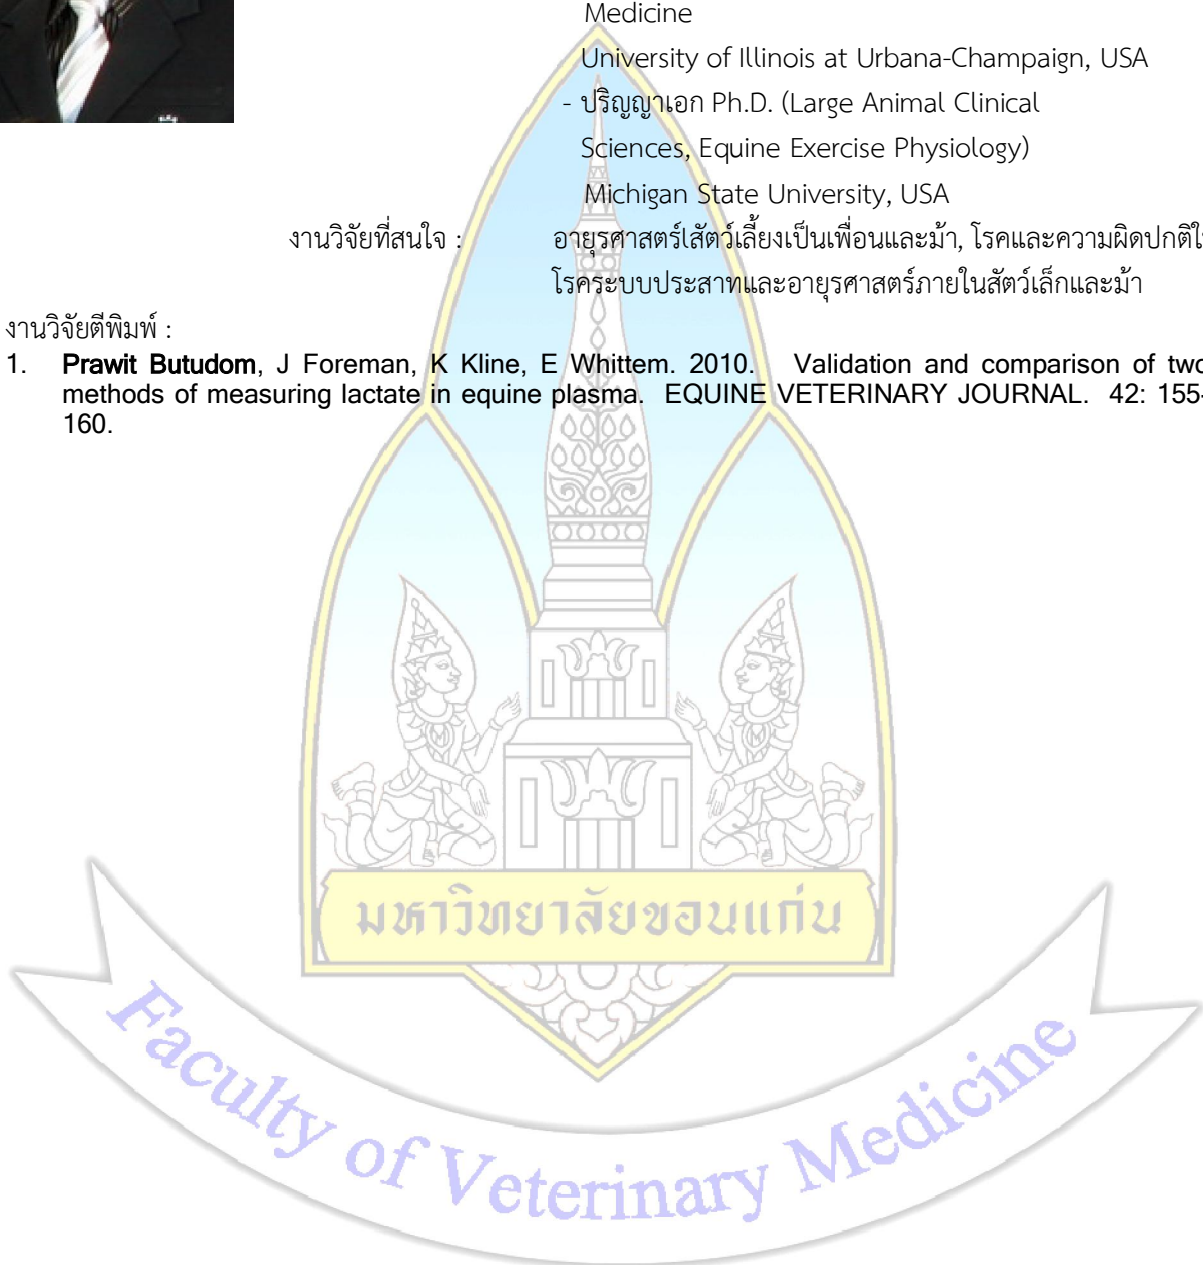 Medicine
University of Illinois at Urbana-Champaign, USA
- ปริญญาเอก Ph.D. (Large Animal Clinical
Sciences, Equine Exercise Physiology)
Michigan State University, USA
งานวิจัยที่สนใจ : อายุรศาสตร์เสัตว์เลี้ยงเป็นเพื่อนและม้า, โรคและความผิดปกติใ
โรคระบบประสาทและอายุรศาสตร์ภายในสัตว์เล็กและม้า
งานวิจัยตีพิมพ์ :
1. Prawit Butudom, J Foreman, K Kline, E Whittem. 2010. Validation and comparison of two
methods of measuring lactate in equine plasma. EQUINE VETERINARY JOURNAL. 42: 155-
160.
มหาวิทยาลัยขอนแก่น
Faculty of Veterinary Medicine